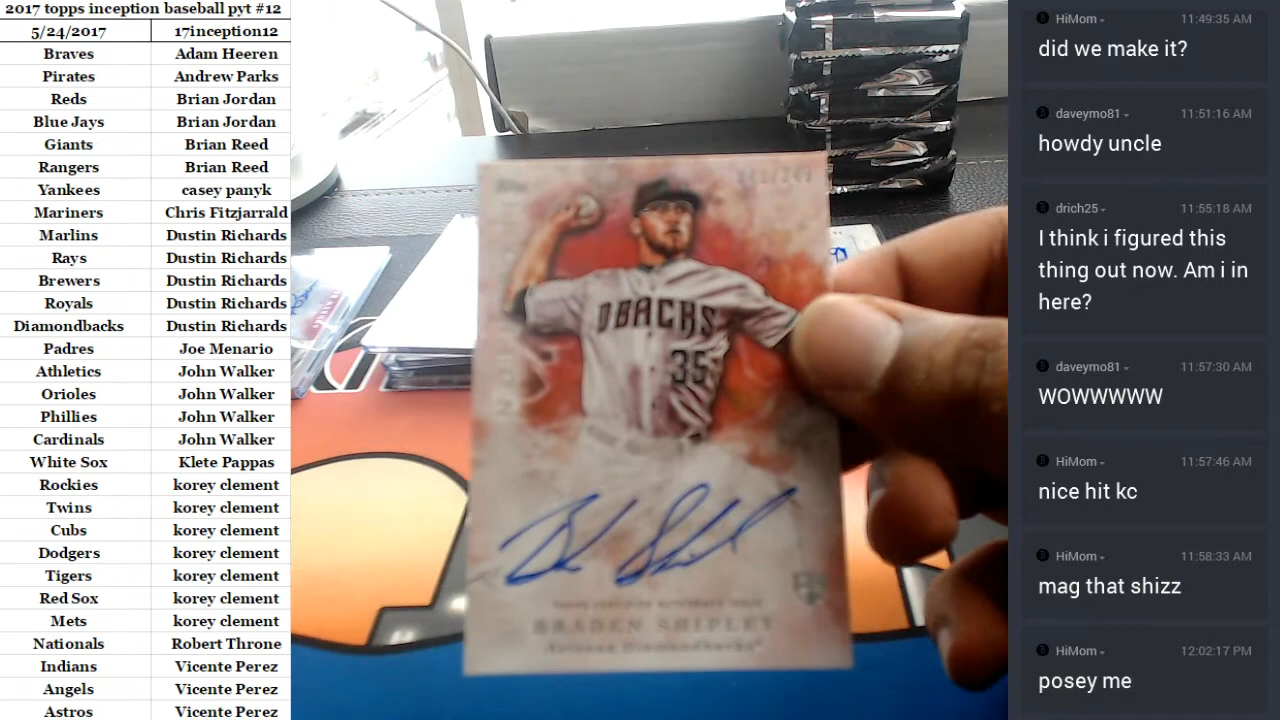 2017 topps inception baseball pyt #12
5/24/2017 17inception12
Braves Adam Heeren
Pirates Andrew Parks
Reds Brian Jordan
Blue Jays Brian Jordan
Giants Brian Reed
Rangers Brian Reed
Yankees casey panyk
Mariners Chris Fitzjarrald
Marlins Dustin Richards
Rays Dustin Richards
Brewers Dustin Richards
Royals Dustin Richards
Diamondbacks Dustin Richards
Padres Joe Menario
Athletics John Walker
Orioles John Walker
Phillies John Walker
Cardinals John Walker
White Sox Klete Pappas
Rockies korey clement
Twins korey clement
Cubs korey clement
Dodgers korey clement
Tigers korey clement
Red Sox korey clement
Mets korey clement
Nationals Robert Throne
Indians Vicente Perez
Angels Vicente Perez
Astros Vicente Perez
DBACKS
35
TOPPS CERTIFIED AUTOGRAPH ISSUE
BRADEN SHIPLEY
Arizona Diamondbacks
HiMom 11:49:35 AM
did we make it?
daveymo81 11:51:16 AM
howdy uncle
drich25 11:55:18 AM
I think i figured this
thing out now. Am i in
here?
daveymo81 11:57:30 AM
WOWWWWW
HiMom 11:57:46 AM
nice hit kc
HiMom 11:58:33 AM
mag that shizz
HiMom 12:02:17 PM
posey me